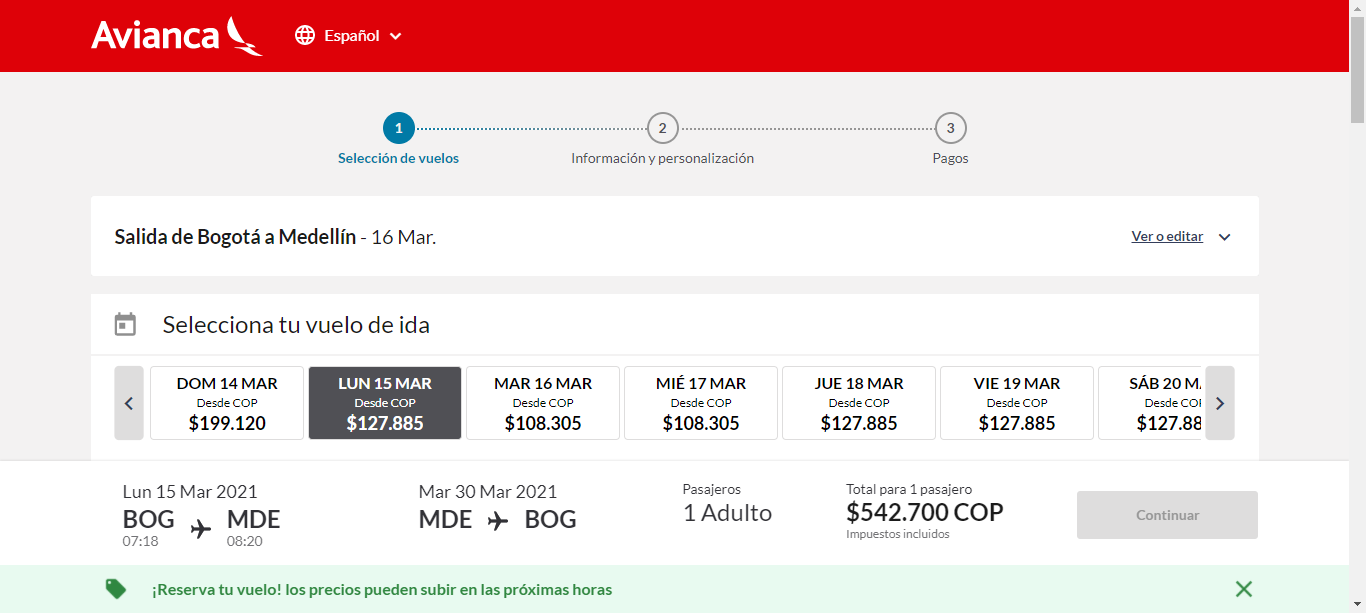 Avianca
Español
1
2
3
Selección de vuelos
Información y personalización
Pagos
Salida de Bogotá a Medellín - 16 Mar.
Ver o editar
Selecciona tu vuelo de ida
DOM 14 MAR
Desde COP
$199.120
LUN 15 MAR
Desde COP
$127.885
MAR 16 MAR
Desde COP
$108.305
MIÉ 17 MAR
Desde COP
$108.305
JUE 18 MAR
Desde COP
$127.885
VIE 19 MAR
Desde COP
$127.885
SÁB 20
Desde
$127.88
Lun 15 Mar 2021
BOG MDE
07:18 08:20
Mar 30 Mar 2021
MDE BOG
Pasajeros
1 Adulto
Total para 1 pasajero
$542.700 COP
Impuestos incluidos
Continuar
¡Reserva tu vuelo! los precios pueden subir en las próximas horas